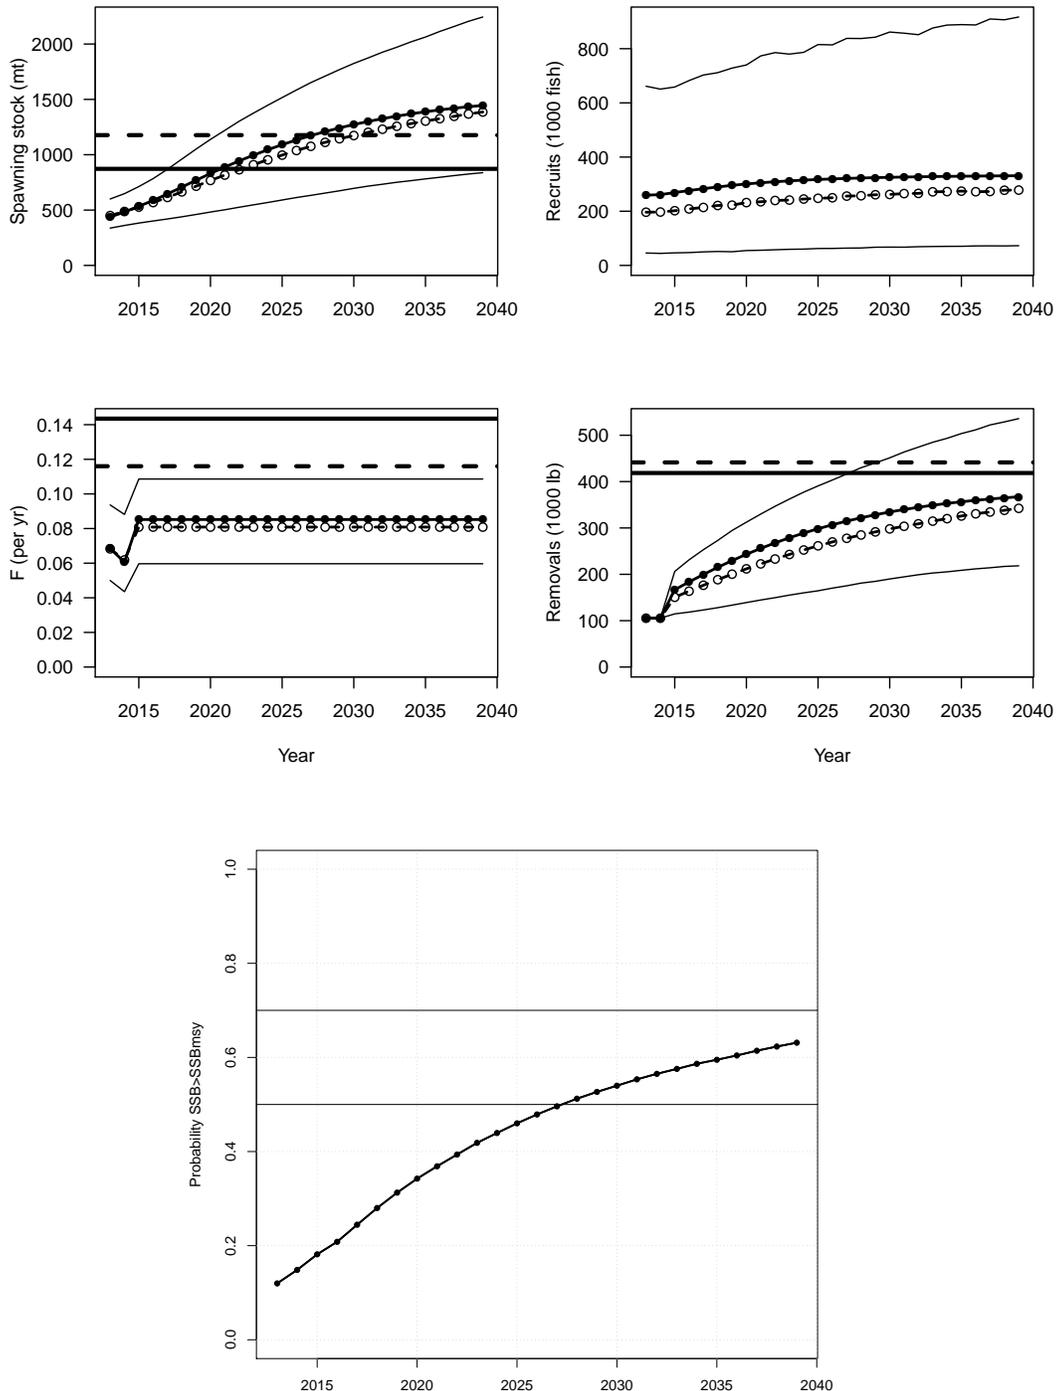 Spawning stock (mt)
2000
1500
1000
500
0
2015 2020 2025 2030 2035 2040
Recruits (1000 fish)
800
600
400
200
0
2015 2020 2025 2030 2035 2040
F (per yr)
0.14
0.12
0.10
0.08
0.06
0.04
0.02
0.00
2015 2020 2025 2030 2035 2040
Year
Removals (1000 lb)
500
400
300
200
100
0
2015 2020 2025 2030 2035 2040
Year
Probability SSB>SSBmsy
1.0
0.8
0.6
0.4
0.2
0.0
2015 2020 2025 2030 2035 2040